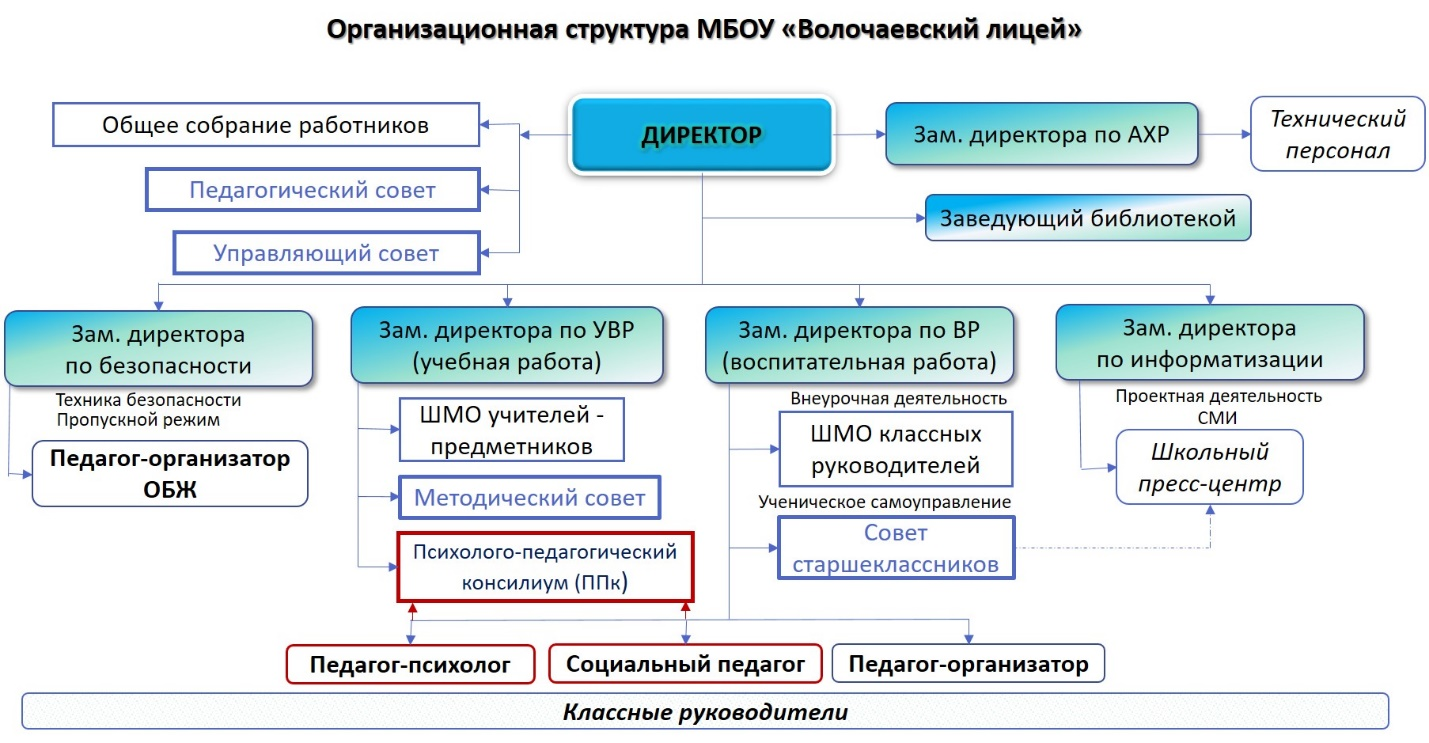 Организационная структура МБОУ «Волочаевский лицей»
Общее собрание работников
ДИРЕКТОР
Зам. директора по АХР
Технический
персонал
Педагогический совет
Заведующий библиотекой
Управляющий совет
Зам. директора
по безопасности
Зам. директора по УВР
(учебная работа)
Зам. директора по ВР
(воспитательная работа)
Зам. директора
по информатизации
Техника безопасности
Пропускной режим
Педагог-организатор
ОБЖ
ШМО учителей -
предметников
Методический совет
Психолого-педагогический
консилиум (ППк)
Внеурочная деятельность
ШМО классных
руководителей
Ученическое самоуправление
Совет
старшеклассников
Проектная деятельность
СМИ
Школьный
пресс-центр
Педагог-психолог
Социальный педагог
Педагог-организатор
Классные руководители